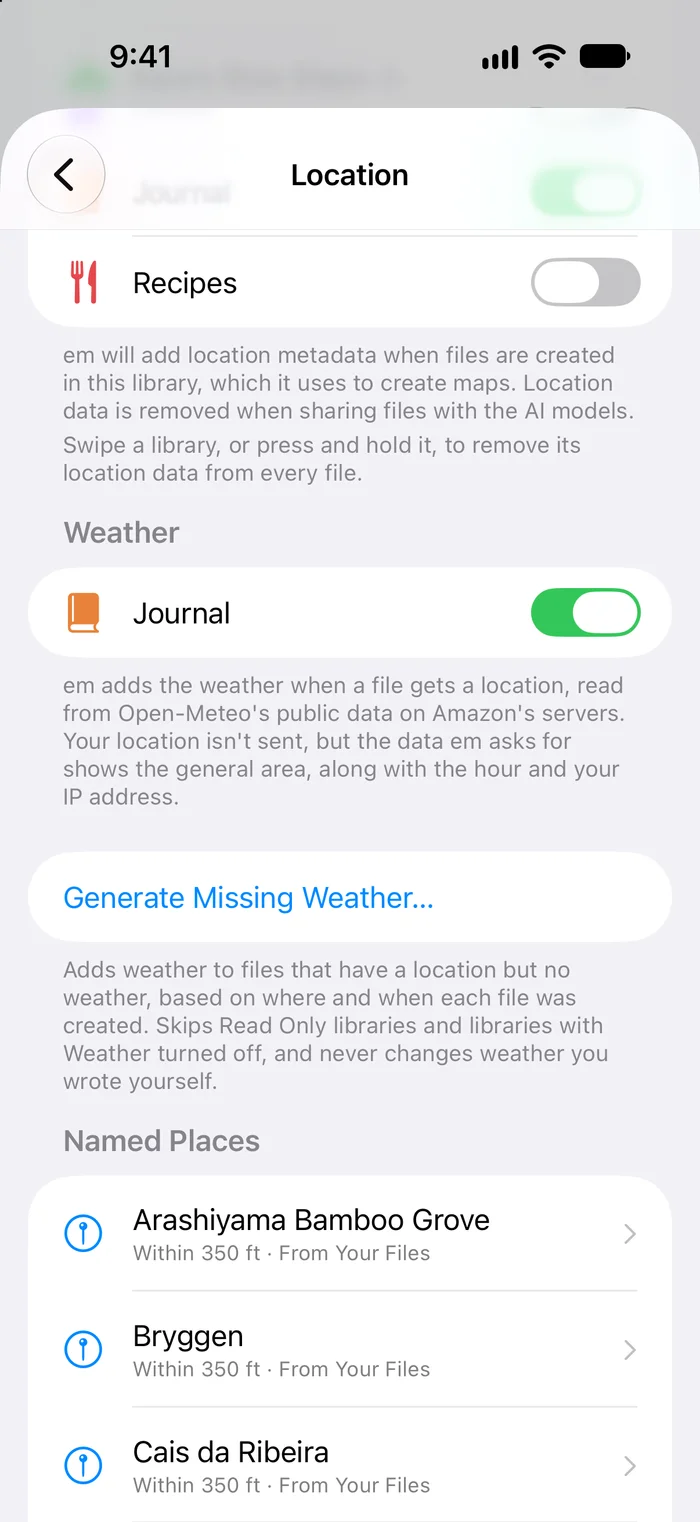 9:41
Location
Journal
Recipes
em will add location metadata when files are created
in this library, which it uses to create maps. Location
data is removed when sharing files with the AI models.
Swipe a library, or press and hold it, to remove its
location data from every file.
Weather
Journal
em adds the weather when a file gets a location, read
from Open-Meteo's public data on Amazon's servers.
Your location isn't sent, but the data em asks for
shows the general area, along with the hour and your
IP address.
Generate Missing Weather...
Adds weather to files that have a location but no
weather, based on where and when each file was
created. Skips Read Only libraries and libraries with
Weather turned off, and never changes weather you
wrote yourself.
Named Places
Arashiyama Bamboo Grove
Within 350 ft · From Your Files
Bryggen
Within 350 ft · From Your Files
Cais da Ribeira
Within 350 ft · From Your Files